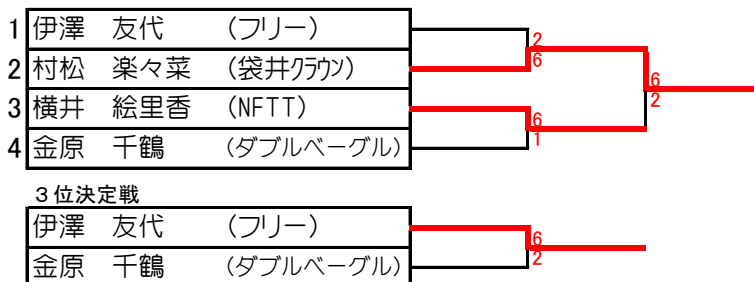 1 伊澤 友代 (フリー)
2
6
2 村松 楽々菜 (袋井クラウン)
6
2
3 横井 絵里香 (NFTT)
6
1
4 金原 千鶴 (ダブルベーグル)
3位決定戦
伊澤 友代 (フリー)
6
2
金原 千鶴 (ダブルベーグル)